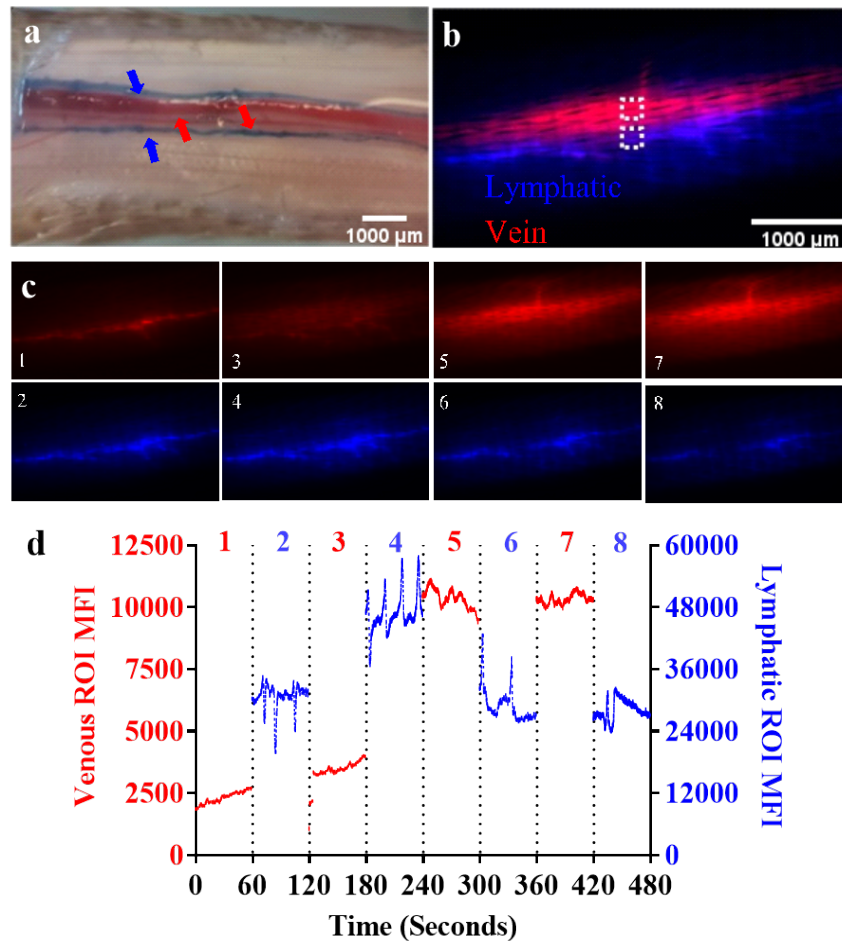 a
1000 µm
b
Lymphatic
Vein
1000 µm
c
1
3
5
7
2
4
6
8
d
Venous ROI MFI
12500
10000
7500
5000
2500
0
1 2 3 4 5 6 7 8
60000
48000
36000
24000
12000
0
Lymphatic ROI MFI
0 60 120 180 240 300 360 420 480
Time (Seconds)